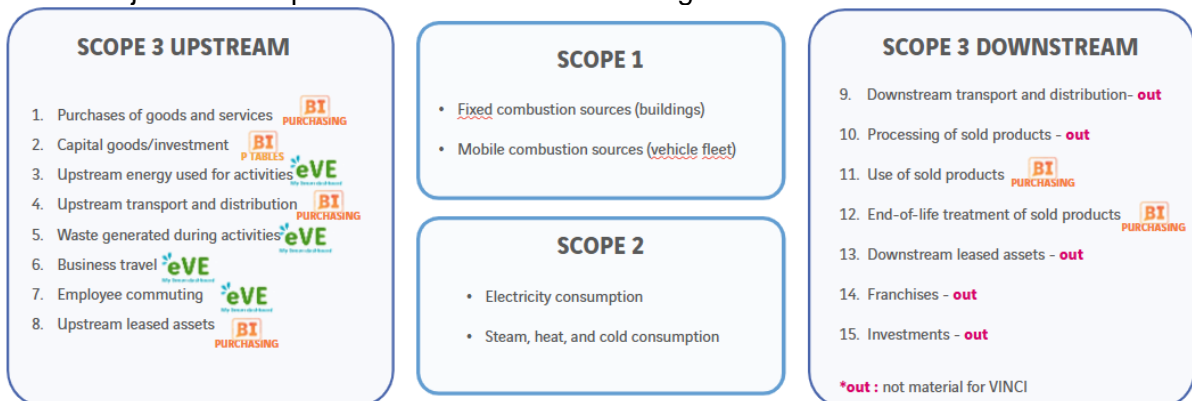 SCOPE 3 UPSTREAM
1. Purchases of goods and services BI PURCHASING
2. Capital goods/investment BI P TABLES
3. Upstream energy used for activities eVE
4. Upstream transport and distribution BI PURCHASING
5. Waste generated during activities eVE
6. Business travel eVE
7. Employee commuting eVE
8. Upstream leased assets BI PURCHASING
SCOPE 1
• Fixed combustion sources (buildings)
• Mobile combustion sources (vehicle fleet)
SCOPE 2
• Electricity consumption
• Steam, heat, and cold consumption
SCOPE 3 DOWNSTREAM
9. Downstream transport and distribution- out
10. Processing of sold products - out
11. Use of sold products BI PURCHASING
12. End-of-life treatment of sold products BI PURCHASING
13. Downstream leased assets - out
14. Franchises - out
15. Investments - out
*out : not material for VINCI